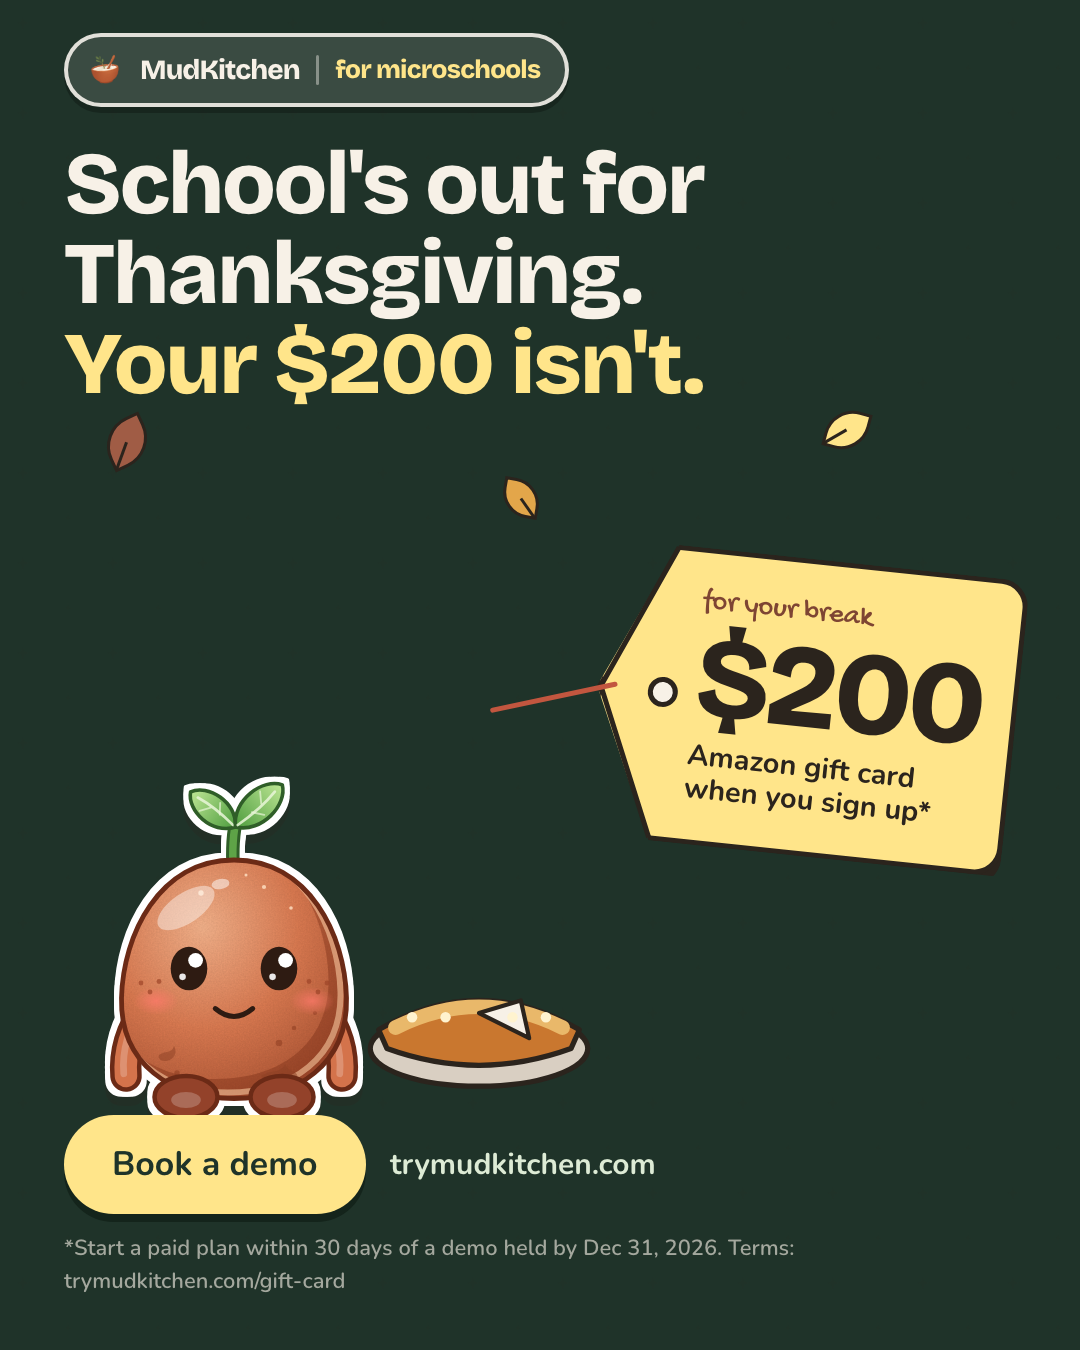 MudKitchen | for microschools
School's out for
Thanksgiving.
Your $200 isn't.
for your break
$200
Amazon gift card
when you sign up*
Book a demo
trymudkitchen.com
*Start a paid plan within 30 days of a demo held by Dec 31, 2026. Terms:
trymudkitchen.com/gift-card